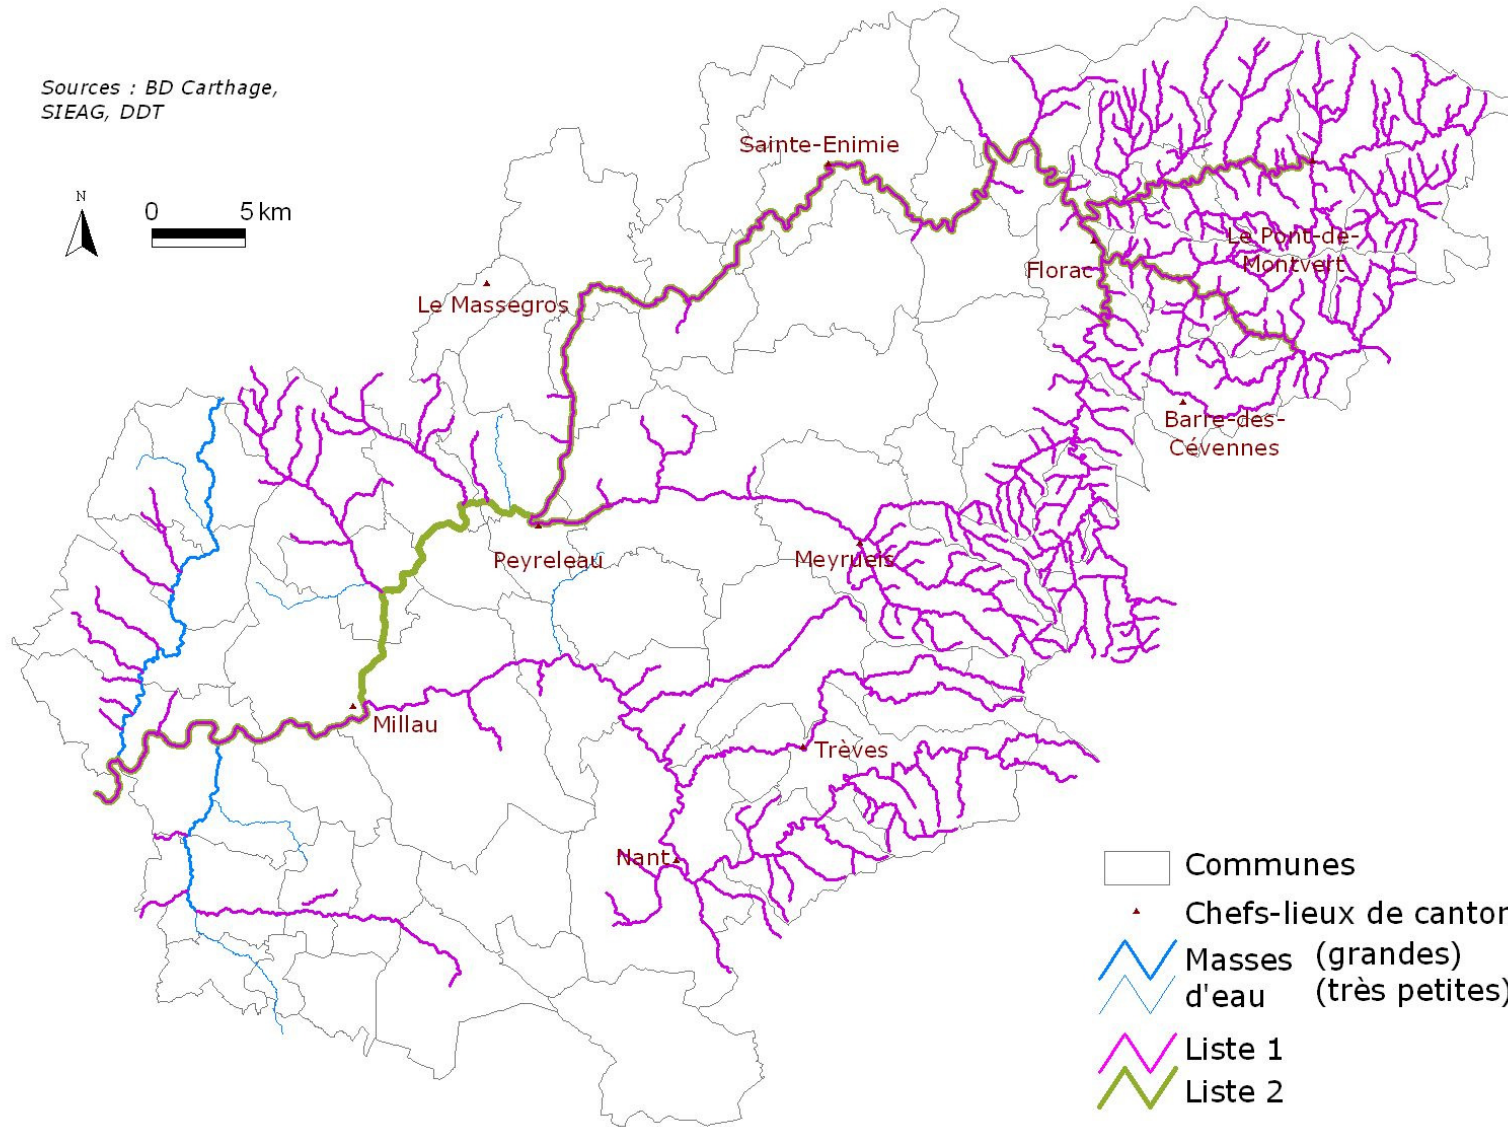 Sources : BD Carthage,
SIEAG, DDT
N
0 5 km
Sainte-Enimie
Le Pont-de-
Montvert
Florac
Le Massegros
Barre-des-
Cévennes
Peyreleau
Meyrueis
Millau
Trèves
Nant
Communes
Chefs-lieux de canton
Masses (grandes)
d'eau (très petites)
Liste 1
Liste 2